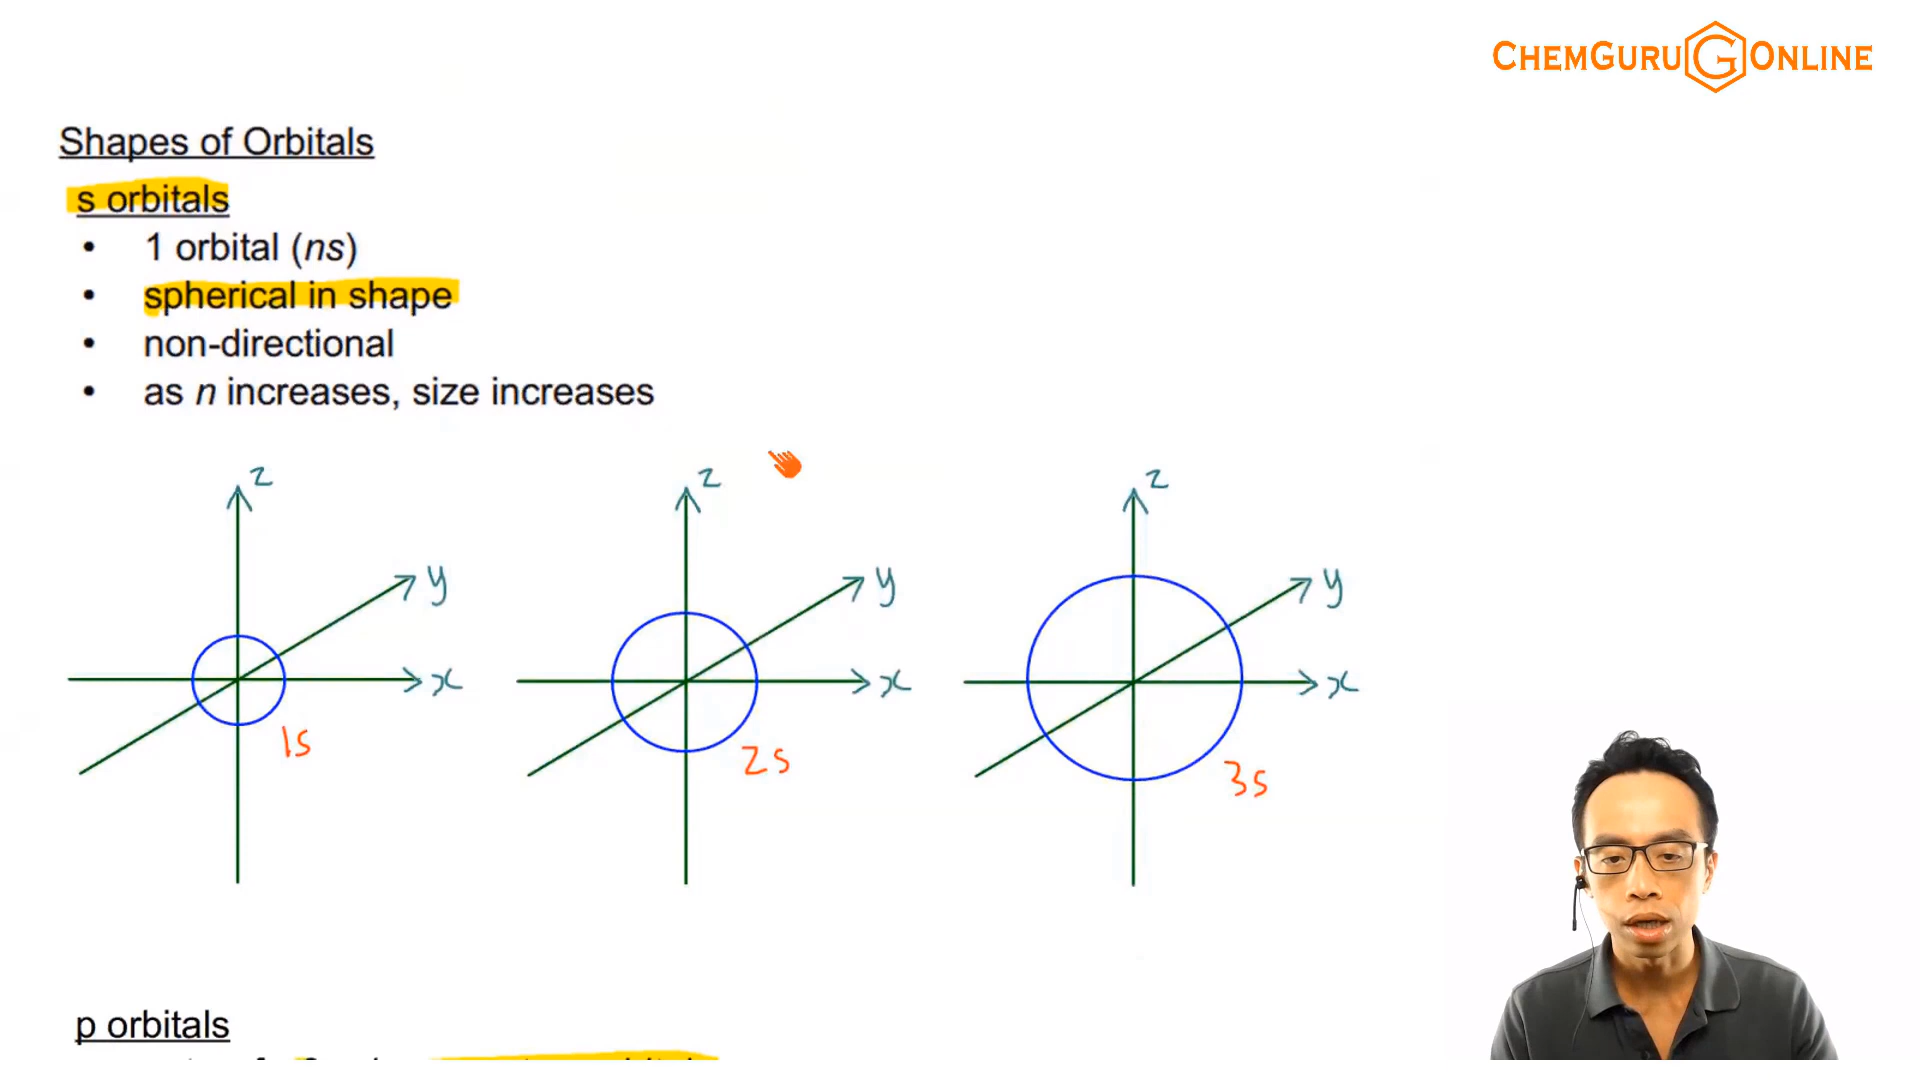 CHEMGURU G ONLINE
Shapes of Orbitals
s orbitals
• 1 orbital (ns)
• spherical in shape
• non-directional
• as n increases, size increases
z
y
x
1s
z
y
x
2s
z
y
x
3s
p orbitals